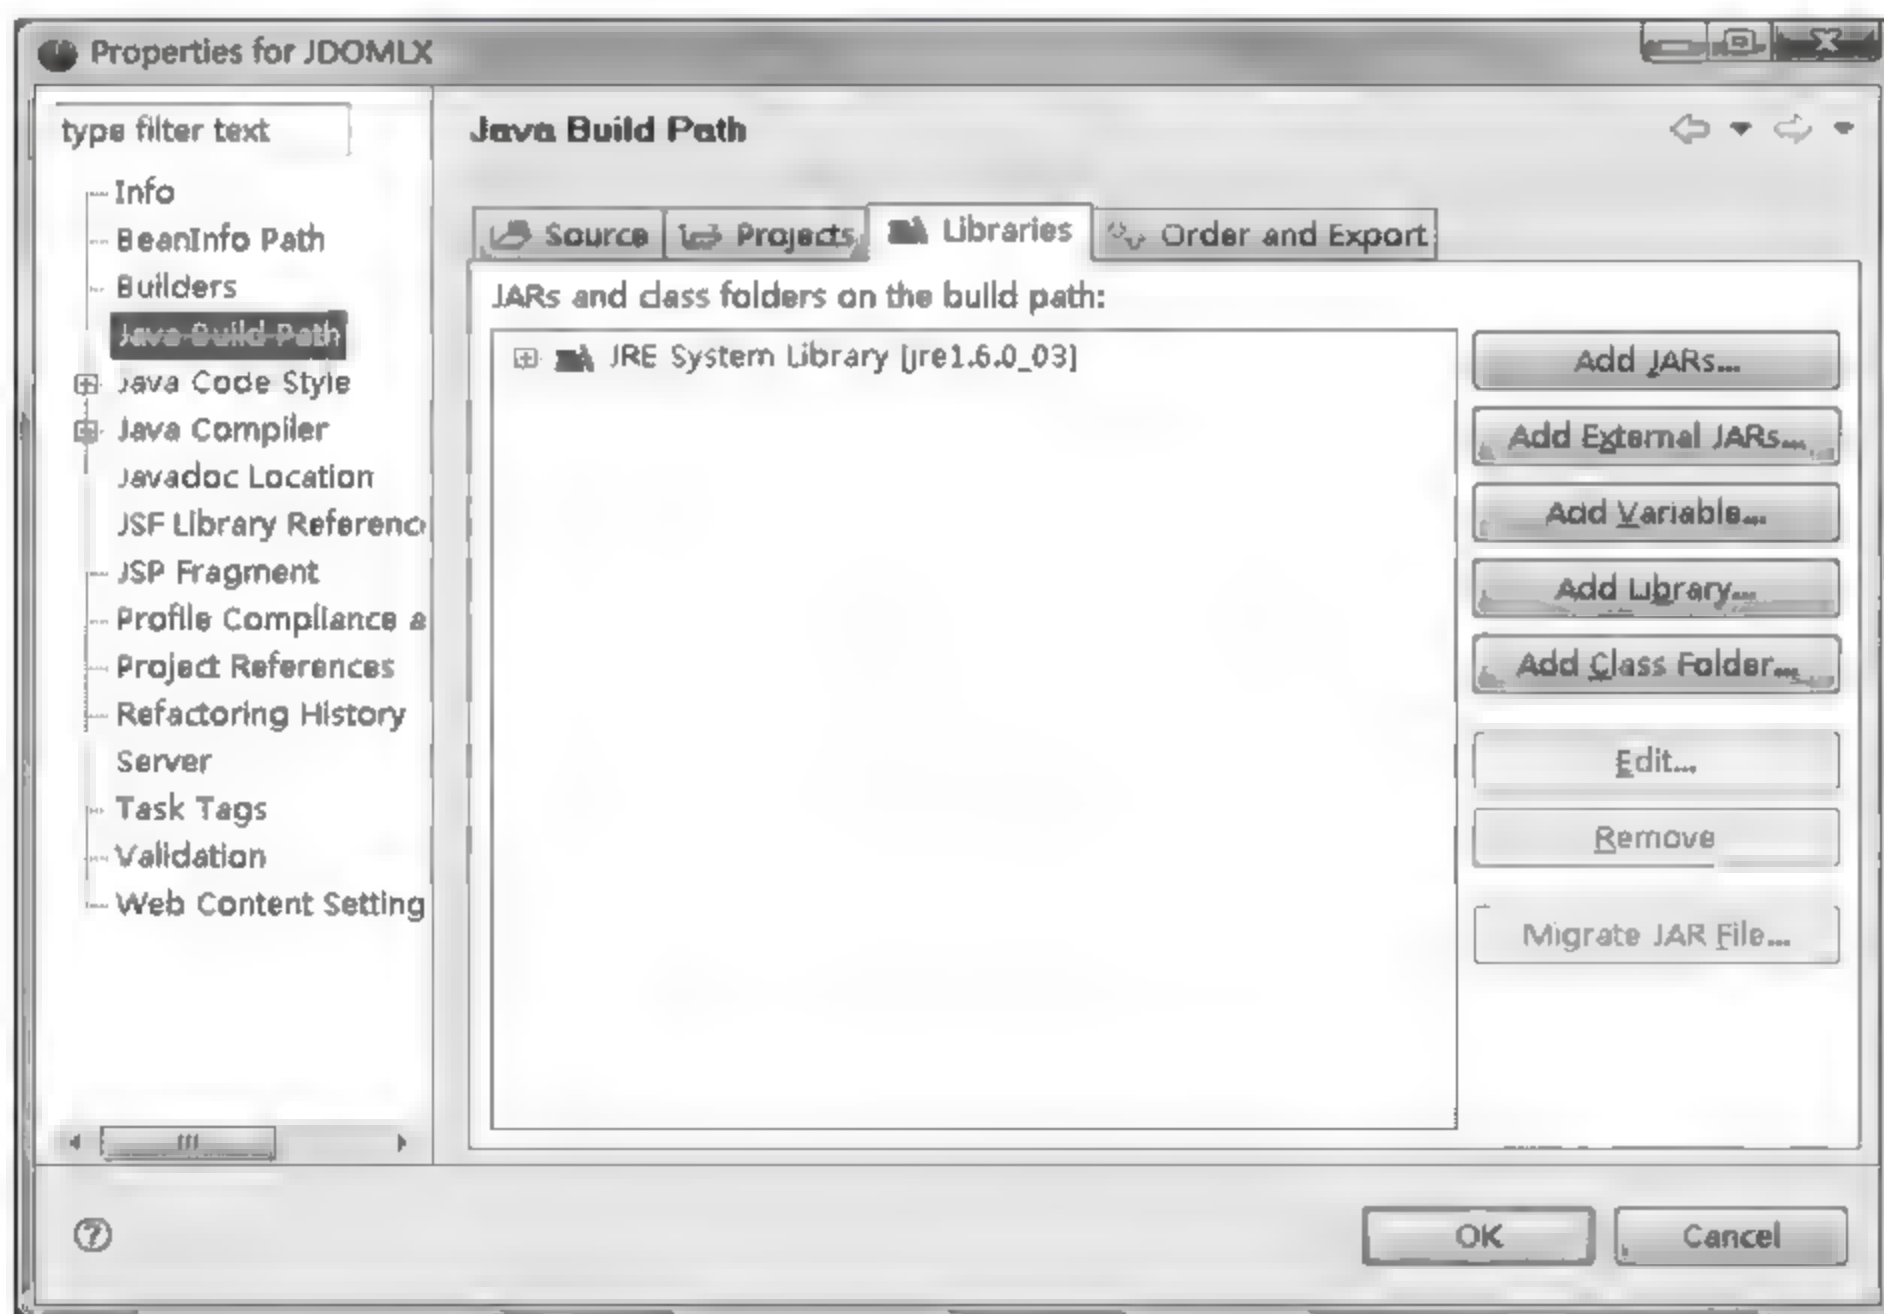 Properties for JDOMLX
type filter text
Info
BeanInfo Path
Builders
Java Build Path
Java Code Style
Java Compiler
Javadoc Location
JSF Library Referenc
JSP Fragment
Profile Compliance a
Project References
Refactoring History
Server
Task Tags
Validation
Web Content Setting
Java Build Path
Source Projects Libraries Order and Export
JARs and class folders on the build path:
JRE System Library [jre1.6.0_03]
Add JARs...
Add External JARs...
Add Variable...
Add Library...
Add Class Folder...
Edit...
Remove
Migrate JAR File...
OK Cancel